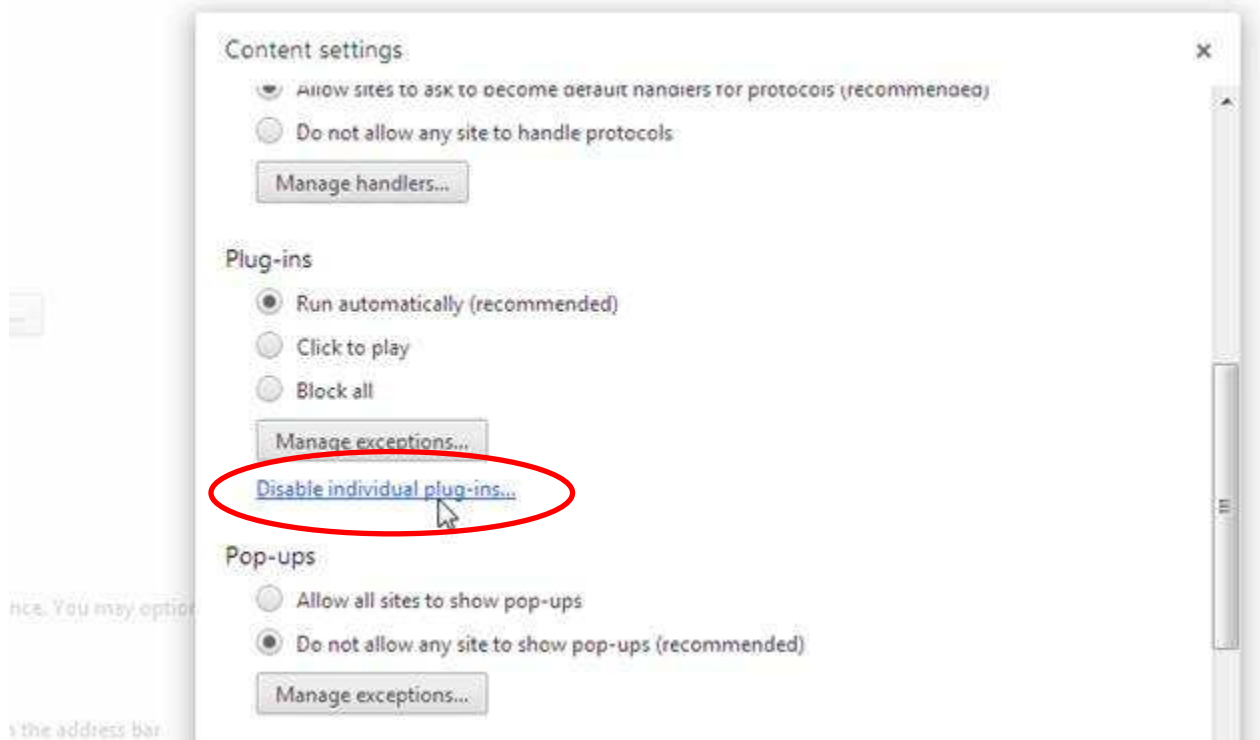 Content settings
Allow sites to ask to become default handlers for protocols (recommended)
Do not allow any site to handle protocols
Manage handlers...
Plug-ins
Run automatically (recommended)
Click to play
Block all
Manage exceptions...
Disable individual plug-ins...
Pop-ups
Allow all sites to show pop-ups
nce. You may option
Do not allow any site to show pop-ups (recommended)
Manage exceptions...
the address bar